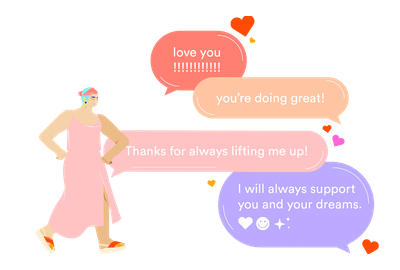 love you
!!!!!!!!!!!!
you're doing great!
Thanks for always lifting me up!
I will always support
you and your dreams.